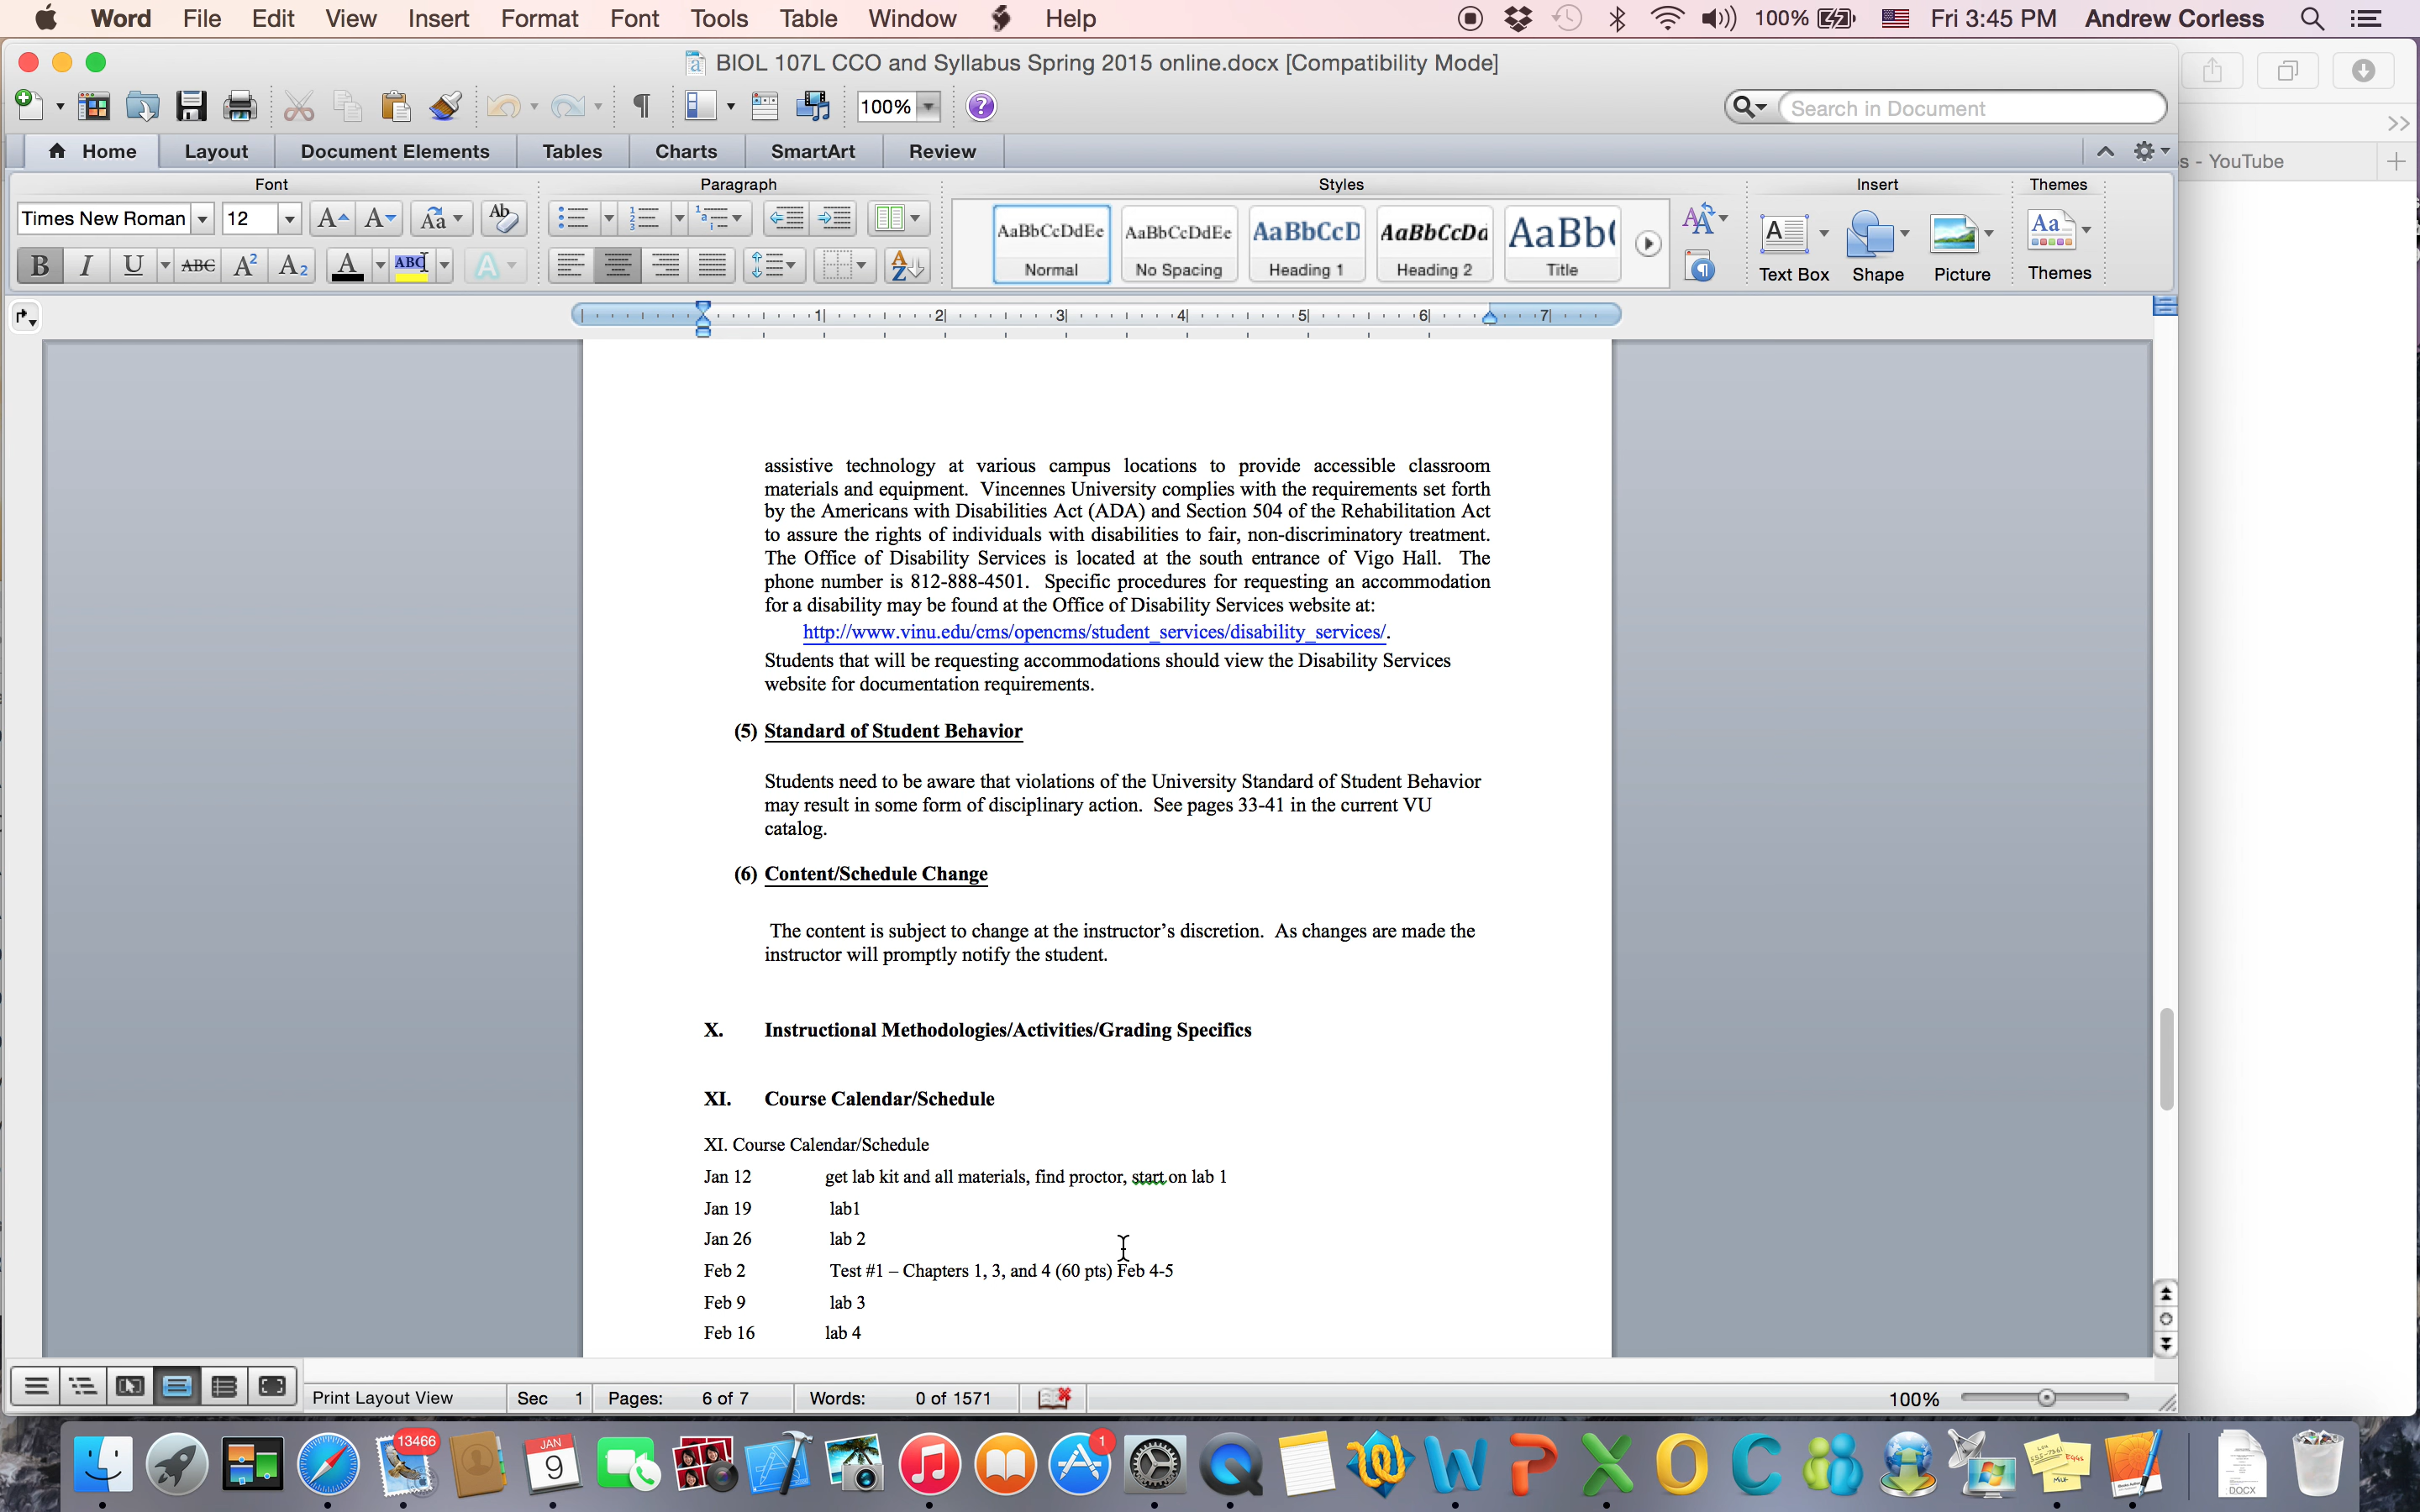 Word File Edit View Insert Format Font Tools Table Window Help 100% Fri 3:45 PM Andrew Corless
BIOL 107L CCO and Syllabus Spring 2015 online.docx [Compatibility Mode]
100% Search in Document
Home Layout Document Elements Tables Charts SmartArt Review
s - YouTube
Font Paragraph Styles Insert Themes
Times New Roman 12
AaBbCcDdEe AaBbCcDdEe AaBbCcD AaBbCcDd AaBb(
Normal No Spacing Heading 1 Heading 2 Title
Text Box Shape Picture Themes
B I U ABC A² A₂ A ABC A
1 2 3 4 5 6 7
assistive technology at various campus locations to provide accessible classroom
materials and equipment. Vincennes University complies with the requirements set forth
by the Americans with Disabilities Act (ADA) and Section 504 of the Rehabilitation Act
to assure the rights of individuals with disabilities to fair, non-discriminatory treatment.
The Office of Disability Services is located at the south entrance of Vigo Hall. The
phone number is 812-888-4501. Specific procedures for requesting an accommodation
for a disability may be found at the Office of Disability Services website at:
http://www.vinu.edu/cms/opencms/student_services/disability_services/.
Students that will be requesting accommodations should view the Disability Services
website for documentation requirements.
(5) Standard of Student Behavior
Students need to be aware that violations of the University Standard of Student Behavior
may result in some form of disciplinary action. See pages 33-41 in the current VU
catalog.
(6) Content/Schedule Change
The content is subject to change at the instructor's discretion. As changes are made the
instructor will promptly notify the student.
X. Instructional Methodologies/Activities/Grading Specifics
XI. Course Calendar/Schedule
XI. Course Calendar/Schedule
Jan 12 get lab kit and all materials, find proctor, start on lab 1
Jan 19 lab1
Jan 26 lab 2
Feb 2 Test #1 – Chapters 1, 3, and 4 (60 pts) Feb 4-5
Feb 9 lab 3
Feb 16 lab 4
Print Layout View Sec 1 Pages: 6 of 7 Words: 0 of 1571 100%
13466 JAN 9 1 DOCX